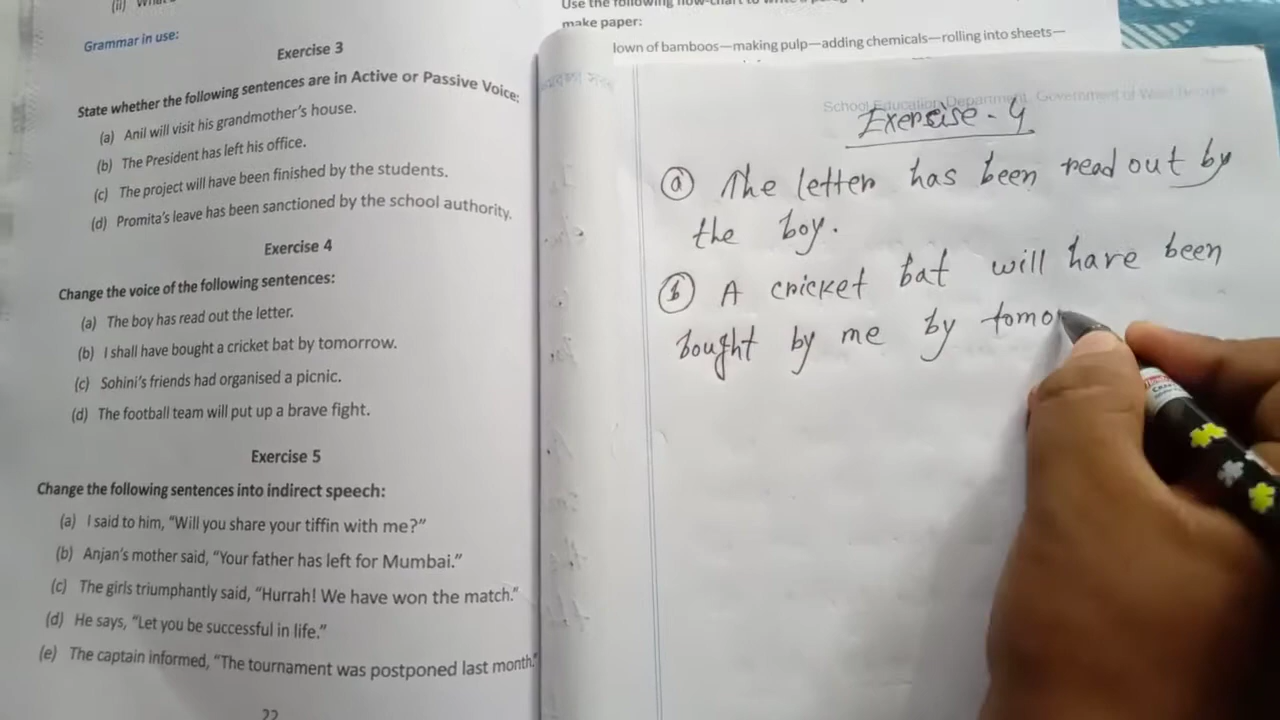 (ii)
Grammar in use:
Exercise 3
State whether the following sentences are in Active or Passive Voice:
(a) Anil will visit his grandmother's house.
(b) The President has left his office.
(c) The project will have been finished by the students.
(d) Promita's leave has been sanctioned by the school authority.
Exercise 4
Change the voice of the following sentences:
(a) The boy has read out the letter.
(b) I shall have bought a cricket bat by tomorrow.
(c) Sohini's friends had organised a picnic.
(d) The football team will put up a brave fight.
Exercise 5
Change the following sentences into indirect speech:
(a) I said to him, "Will you share your tiffin with me?"
(b) Anjan's mother said, "Your father has left for Mumbai."
(c) The girls triumphantly said, "Hurrah! We have won the match."
(d) He says, "Let you be successful in life."
(e) The captain informed, "The tournament was postponed last month."
22
Use the following flow-chart to write a
make paper:
lown of bamboos—making pulp—adding chemicals—rolling into sheets—
School Education Department, Government of West Bengal
Exercise - 4
(a) The letter has been read out by
the boy.
(b) A cricket bat will have been
bought by me by tomo